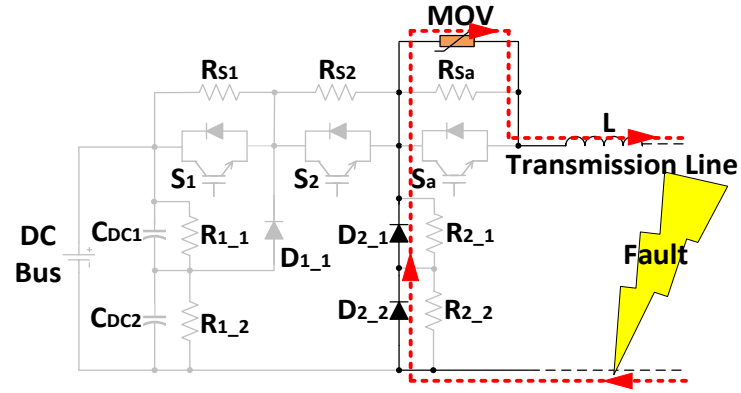 MOV
RS1
RS2
RSa
L
Transmission Line
S1
S2
Sa
DC
Bus
+
CDC1
R1_1
D1_1
D2_1
R2_1
Fault
CDC2
R1_2
D2_2
R2_2